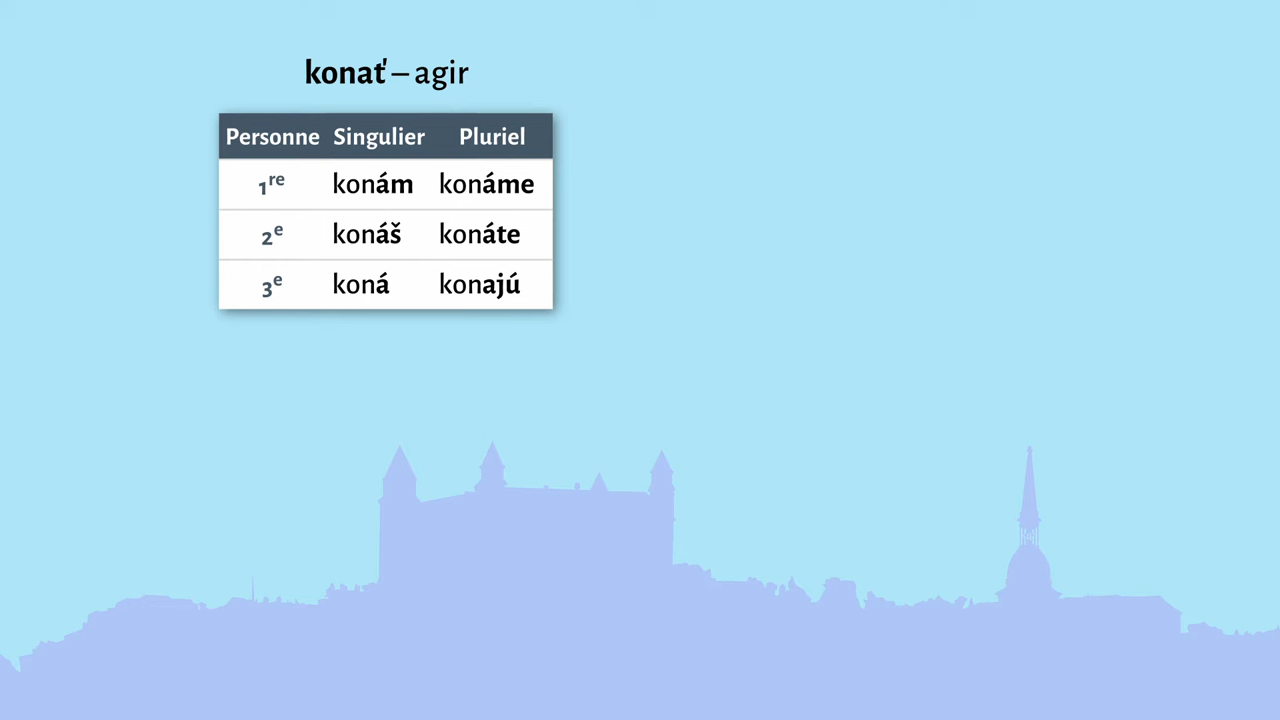 konať – agir
Personne Singulier Pluriel
1re konám konáme
2e konáš konáte
3e koná konajú